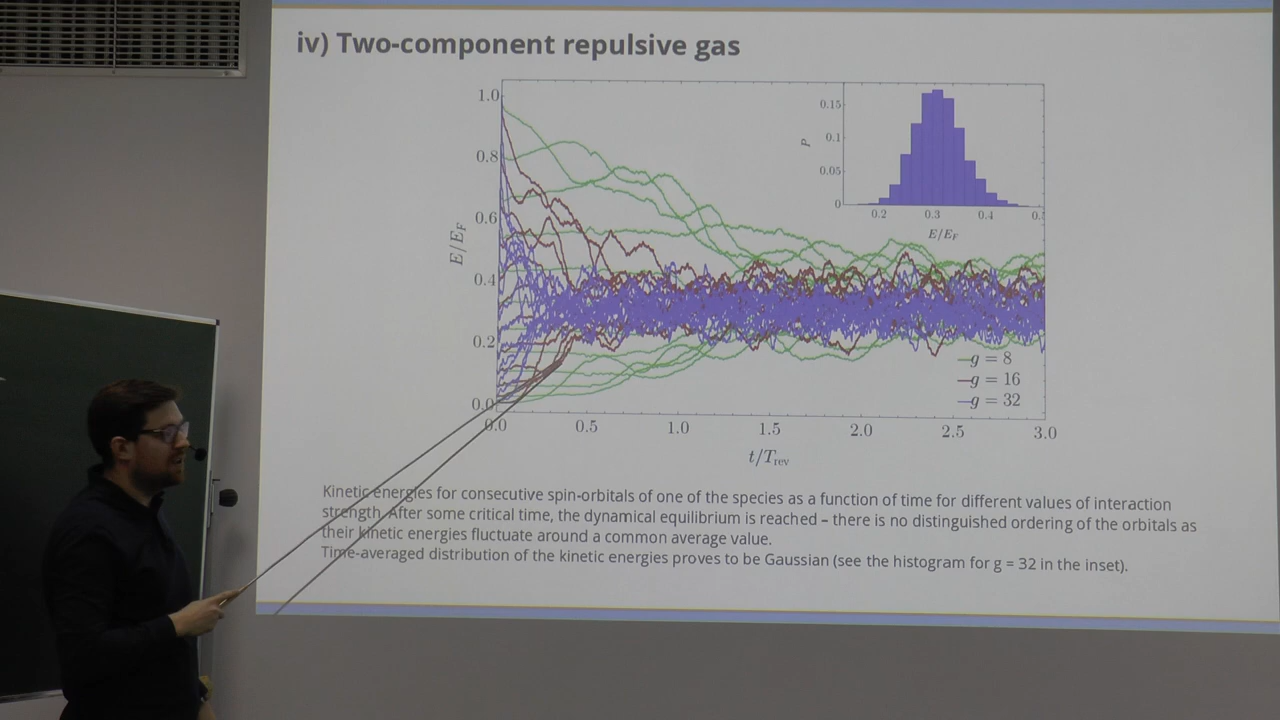 iv) Two-component repulsive gas
1.0
0.8
0.6
0.4
0.2
0.0
E/E_F
0.0 0.5 1.0 1.5 2.0 2.5 3.0
t/T_rev
0.15
0.1
0.05
0
P
0.2 0.3 0.4
E/E_F
g = 8
g = 16
g = 32
Kinetic energies for consecutive spin-orbitals of one of the species as a function of time for different values of interaction
strength. After some critical time, the dynamical equilibrium is reached – there is no distinguished ordering of the orbitals as
their kinetic energies fluctuate around a common average value.
Time-averaged distribution of the kinetic energies proves to be Gaussian (see the histogram for g = 32 in the inset).